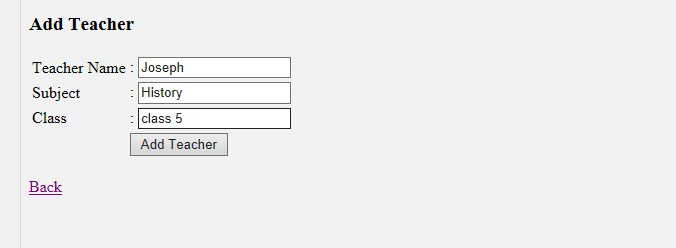 Add Teacher
Teacher Name : Joseph
Subject : History
Class : class 5
Add Teacher
Back